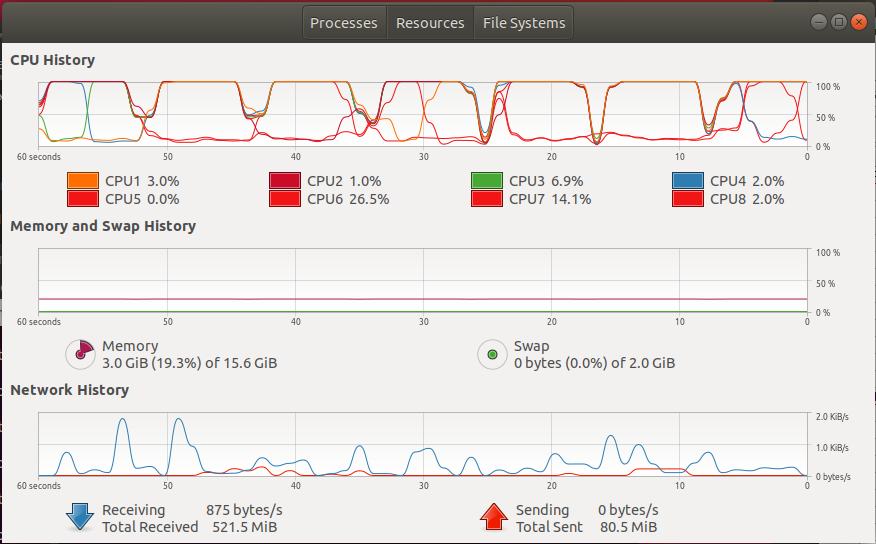 Processes Resources File Systems
CPU History
100 %
50 %
0 %
60 seconds 50 40 30 20 10 0
CPU1 3.0% CPU2 1.0% CPU3 6.9% CPU4 2.0%
CPU5 0.0% CPU6 26.5% CPU7 14.1% CPU8 2.0%
Memory and Swap History
100 %
50 %
0 %
60 seconds 50 40 30 20 10 0
Memory Swap
3.0 GiB (19.3%) of 15.6 GiB 0 bytes (0.0%) of 2.0 GiB
Network History
2.0 KiB/s
1.0 KiB/s
0 bytes/s
60 seconds 50 40 30 20 10 0
Receiving 875 bytes/s Sending 0 bytes/s
Total Received 521.5 MiB Total Sent 80.5 MiB